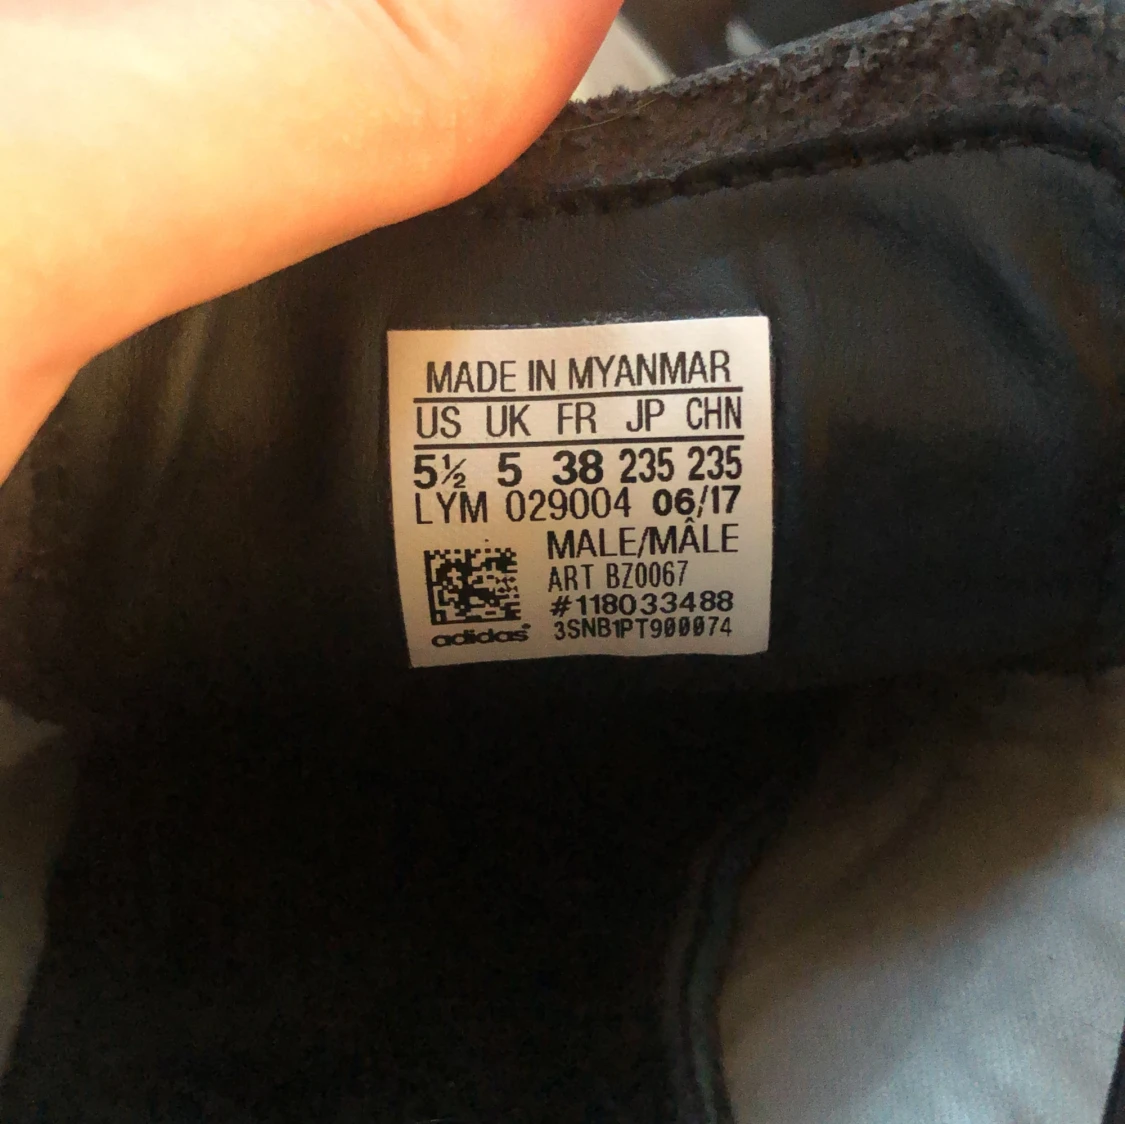 MADE IN MYANMAR
US UK FR JP CHN
5½ 5 38 235 235
LYM 029004 06/17
MALE/MÂLE
ART BZ0067
#118033488
adidas 3SNB1PT900074